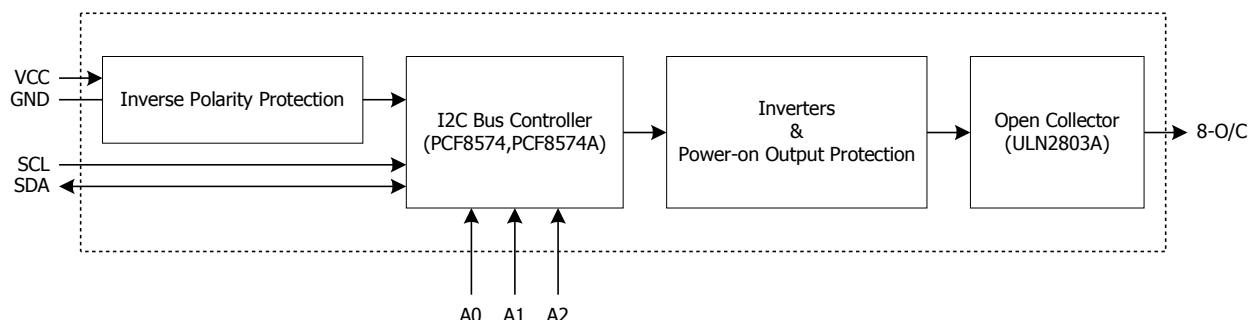 VCC
GND
Inverse Polarity Protection
SCL
SDA
I2C Bus Controller
(PCF8574,PCF8574A)
Inverters
&
Power-on Output Protection
Open Collector
(ULN2803A)
8-O/C
A0 A1 A2